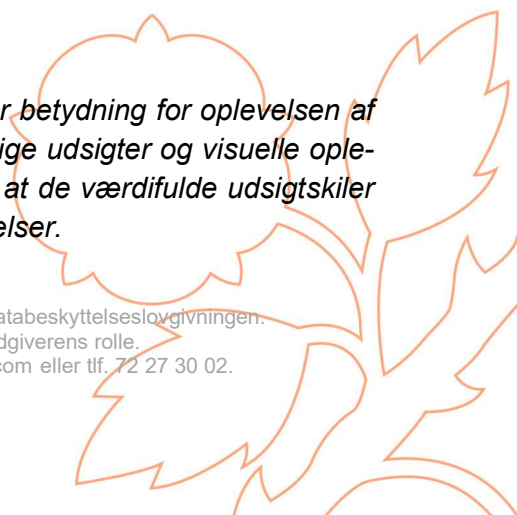 r betydning for oplevelsen af
ige udsigter og visuelle ople-
at de værdifulde udsigtskiler
elser.
atabeskyttelseslovgivningen.
dgiverens rolle.
com eller tlf. 72 27 30 02.